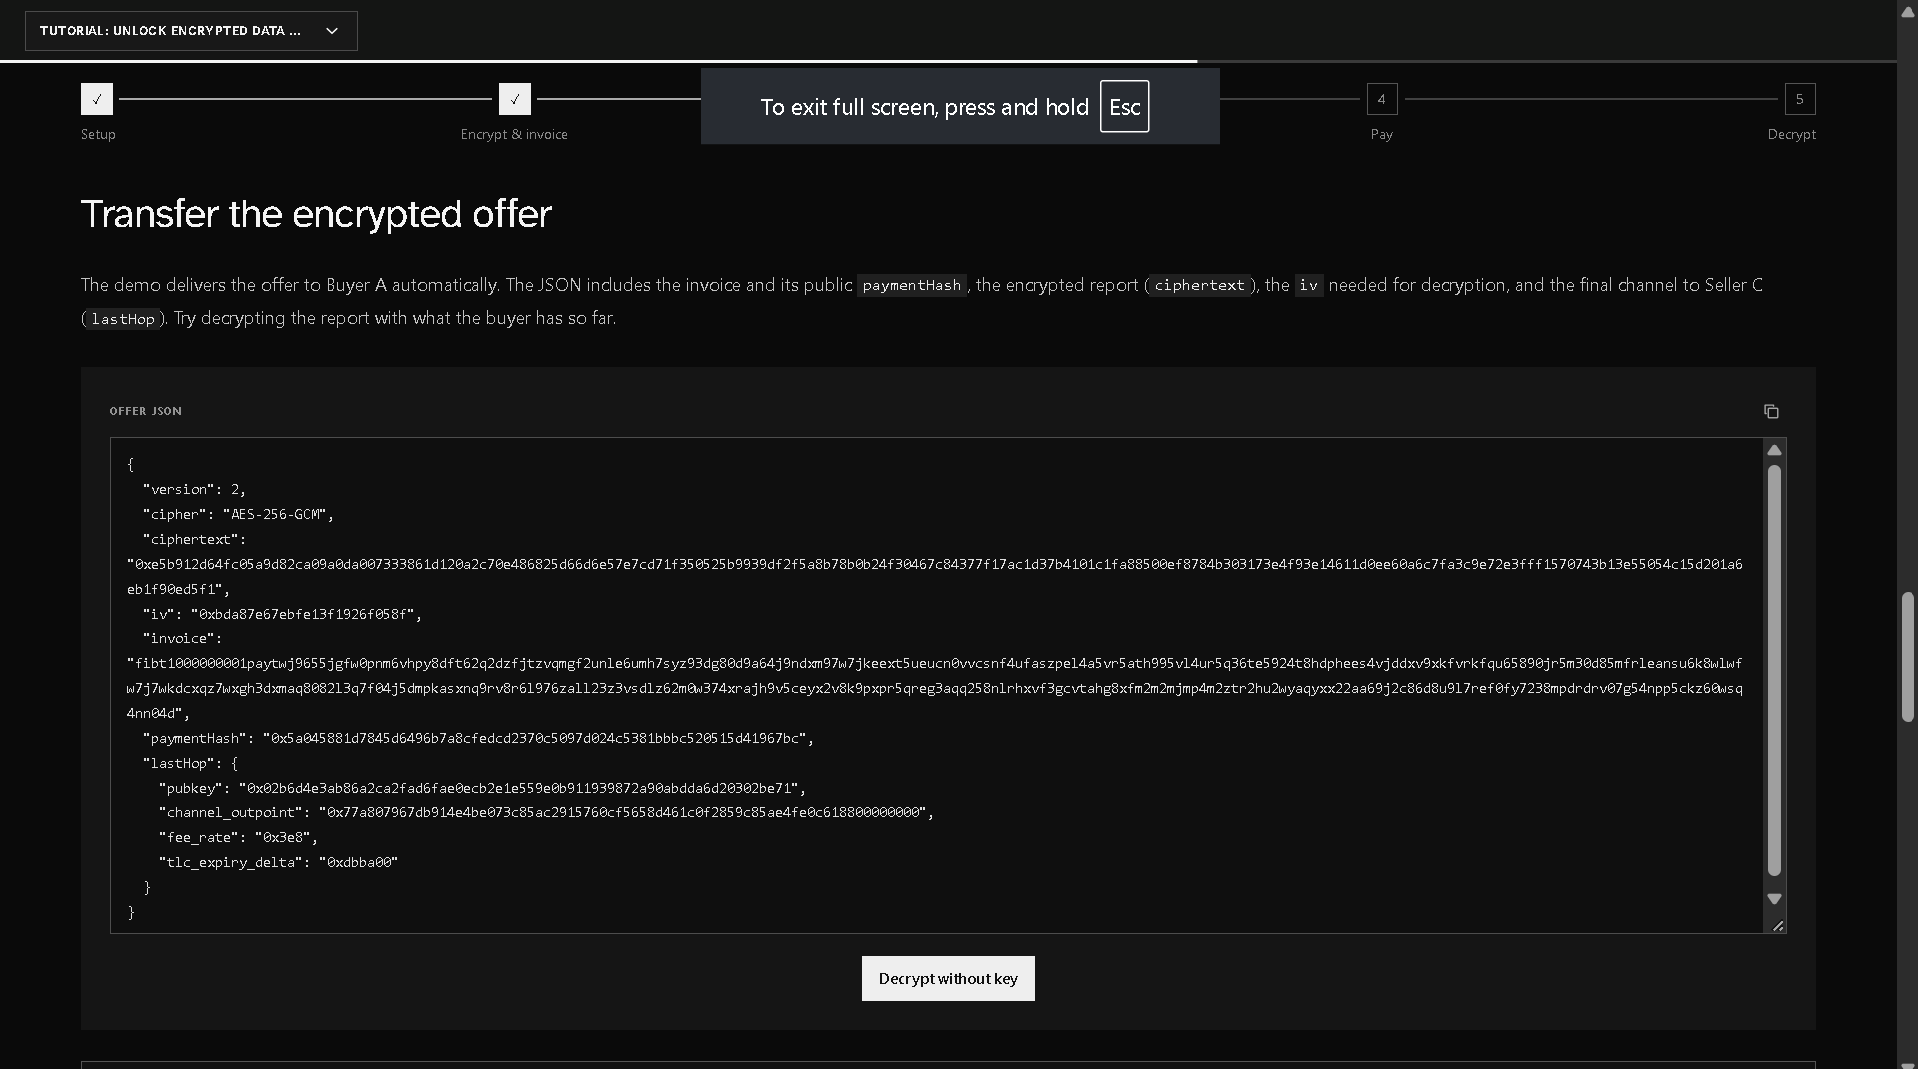 TUTORIAL: UNLOCK ENCRYPTED DATA ...
✓
✓
To exit full screen, press and hold Esc
4
5
Setup
Encrypt & invoice
Pay
Decrypt
Transfer the encrypted offer
The demo delivers the offer to Buyer A automatically. The JSON includes the invoice and its public paymentHash, the encrypted report (ciphertext), the iv needed for decryption, and the final channel to Seller C
(lastHop). Try decrypting the report with what the buyer has so far.
OFFER JSON
{
"version": 2,
"cipher": "AES-256-GCM",
"ciphertext":
"0xe5b912d64fc05a9d82ca09a0da007333861d120a2c70e486825d66d6e57e7cd71f350525b9939df2f5a8b78b0b24f30467c84377f17ac1d37b4101c1fa88500ef8784b303173e4f93e14611d0ee60a6c7fa3c9e72e3fff1570743b13e55054c15d201a6
eb1f90ed5f1",
"iv": "0xbda87e67ebfe13f1926f058f",
"invoice":
"fibt1000000001paytwj9655jgfw0pnm6vhpy8dft62q2dzfjtzvqmgf2unle6umh7syz93dg80d9a64j9ndxm97w7jkeext5ueucn0vvcsnf4ufaszpel4a5vr5ath995vl4ur5q36te5924t8hdphees4vjddxv9xkfvrkfqu65890jr5m30d85mfrleansu6k8wlwf
w7j7wkdcxqz7wxgh3dxmaq8082l3q7f04j5dmpkasxnq9rv8r6l976zall23z3vsdlz62m0w374xrajh9v5ceyx2v8k9pxpr5qreg3aqq258nlrhxvf3gcvtahg8xfm2m2mjmp4m2ztr2hu2wyaqyxx22aa69j2c86d8u9l7ref0fy7238mpdrdrv07g54npp5ckz60wsq
4nn04d",
"paymentHash": "0x5a045881d7845d6496b7a8cfedcd2370c5097d024c5381bbbc520515d41967bc",
"lastHop": {
"pubkey": "0x02b6d4e3ab86a2ca2fad6fae0ecb2e1e559e0b911939872a90abdda6d20302be71",
"channel_outpoint": "0x77a807967db914e4be073c85ac2915760cf5658d461c0f2859c85ae4fe0c618800000000",
"fee_rate": "0x3e8",
"tlc_expiry_delta": "0xdbba00"
}
}
Decrypt without key